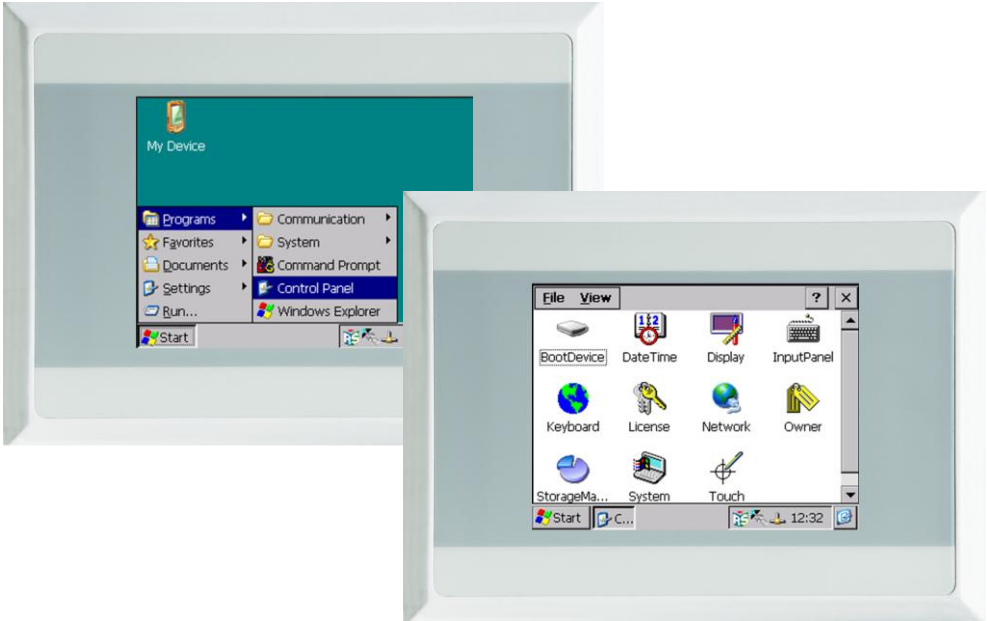 My Device
Programs
Communication
Favorites
System
Documents
Command Prompt
Settings
Control Panel
Run...
Windows Explorer
Start
File View ? ×
BootDevice DateTime Display InputPanel
Keyboard License Network Owner
StorageMa... System Touch
Start C... 12:32